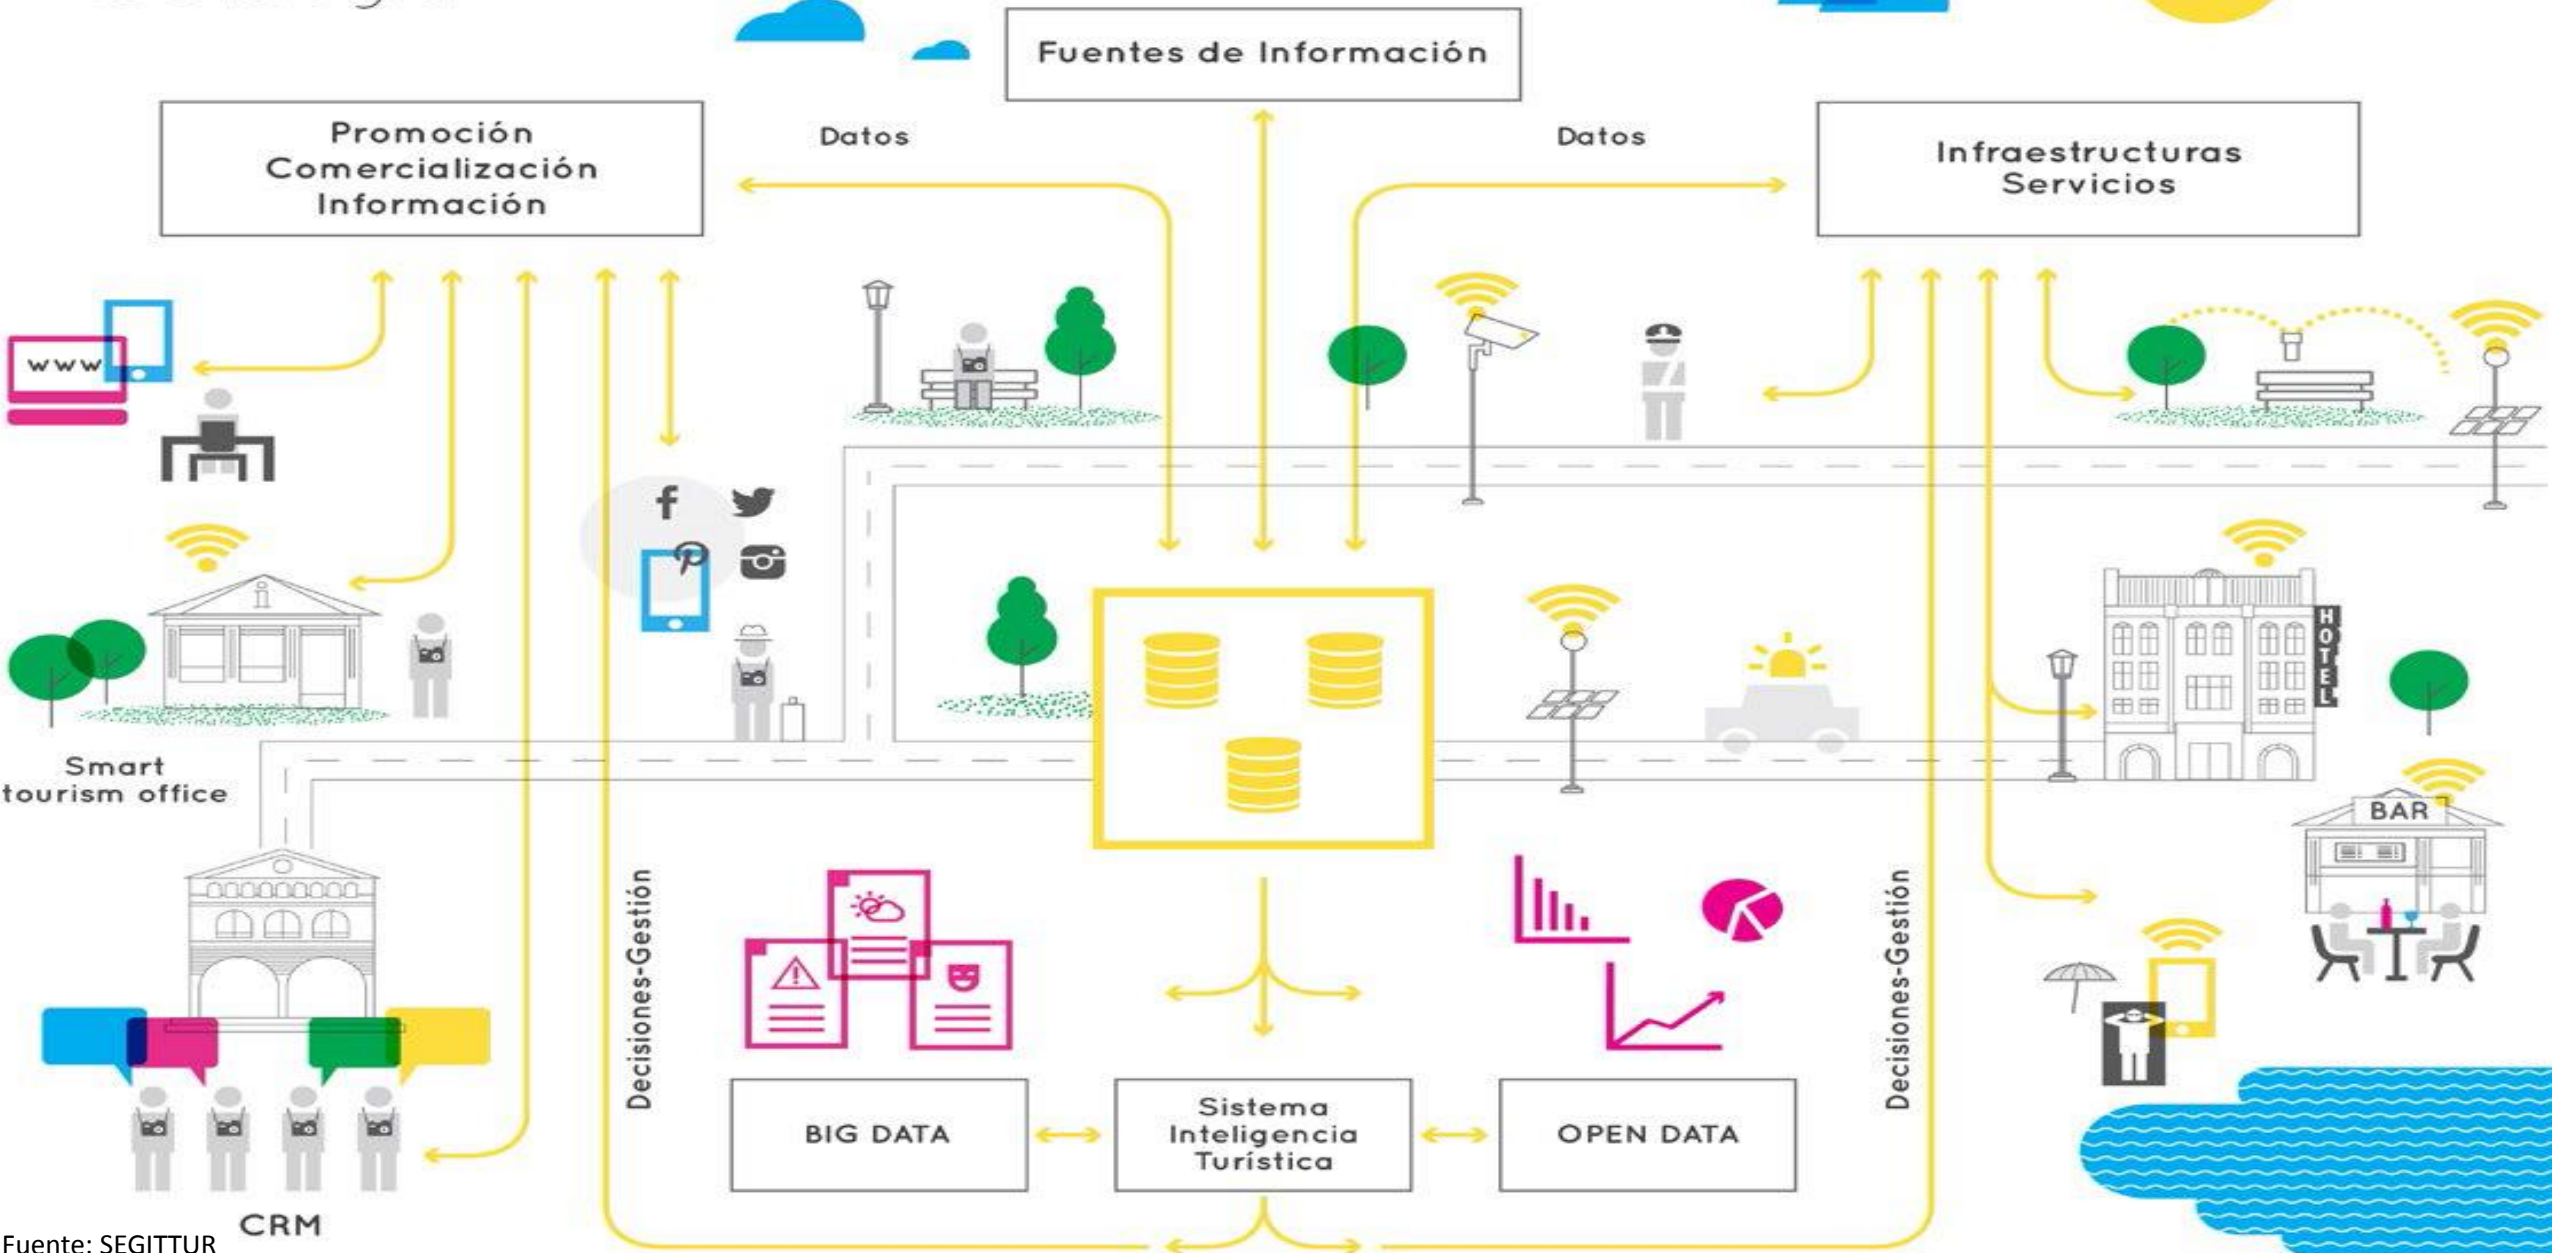 Fuentes de Información
Promoción
Comercialización
Información
Datos
Datos
Infraestructuras
Servicios
www
f
i
HOTEL
Smart
tourism office
BAR
Decisiones-Gestión
Decisiones-Gestión
BIG DATA
Sistema
Inteligencia
Turística
OPEN DATA
CRM
Fuente: SEGITTUR